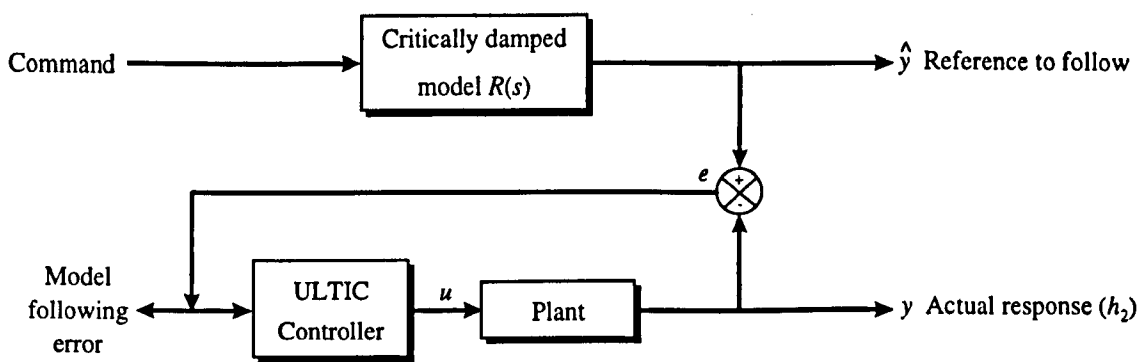 Critically damped
model R(s)
Command
ŷ Reference to follow
e
+
-
Model
following
error
ULTIC
Controller
u
Plant
y Actual response (h₂)